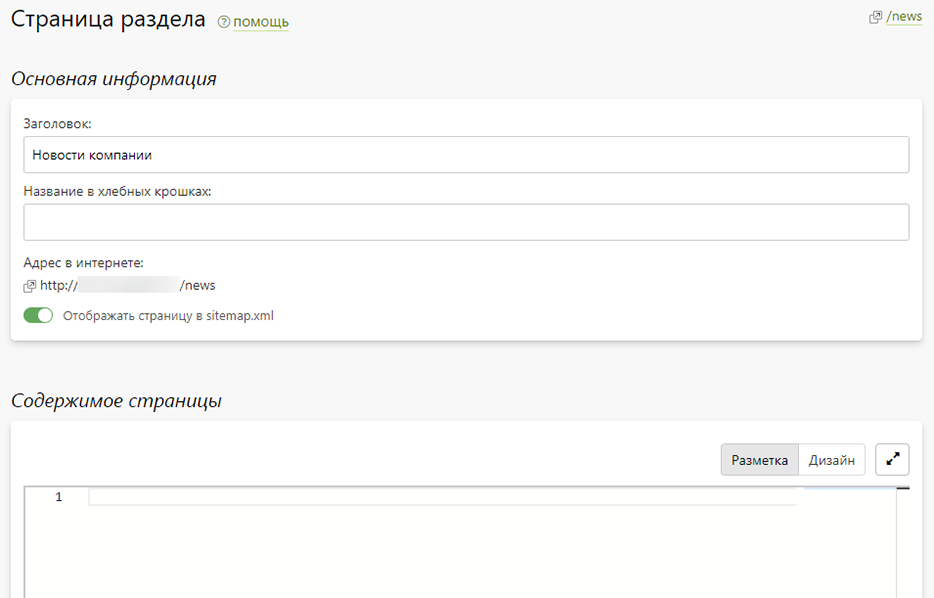 Страница раздела ? помощь /news
Основная информация
Заголовок:
Новости компании
Название в хлебных крошках:
Адрес в интернете:
http:// /news
Отображать страницу в sitemap.xml
Содержимое страницы
Разметка Дизайн
1